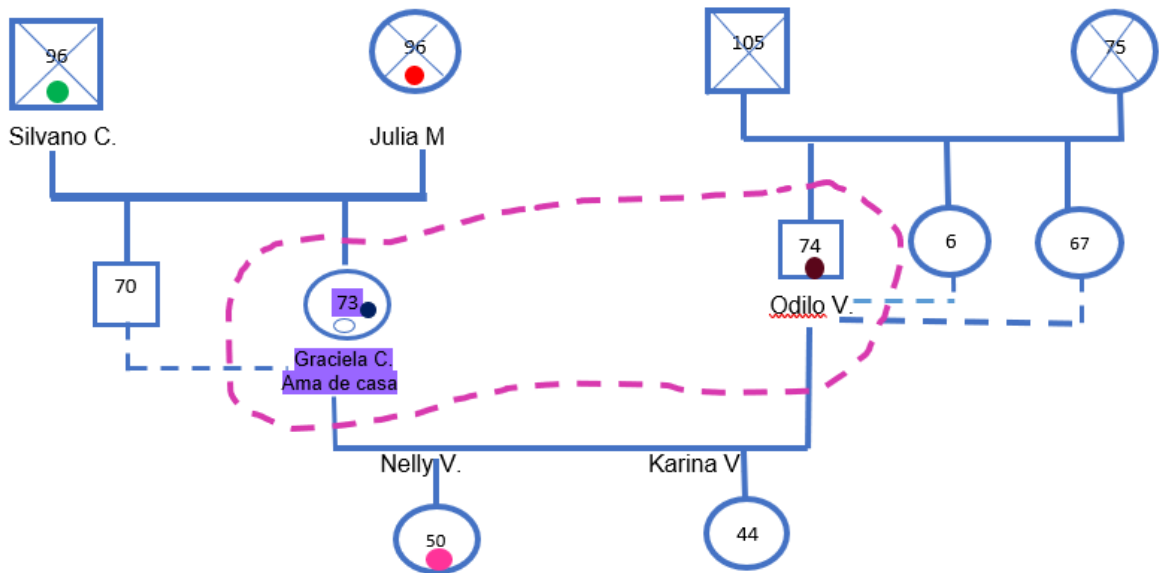 96
96
105
75
Silvano C.
Julia M
70
73
74
6
67
Odilo V.
Graciela C.
Ama de casa
Nelly V.
Karina V
50
44